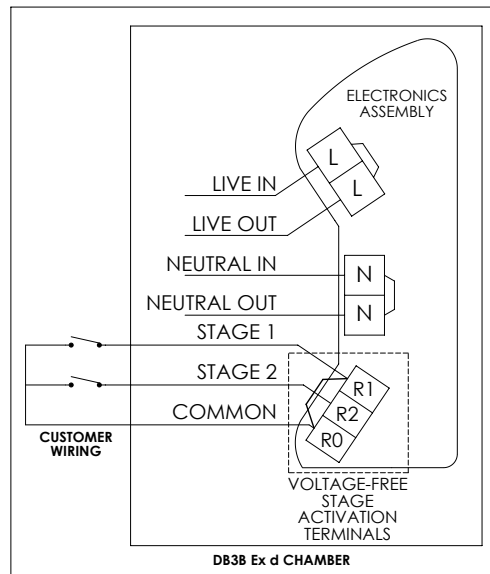 ELECTRONICS
ASSEMBLY
L
L
LIVE IN
LIVE OUT
NEUTRAL IN
N
NEUTRAL OUT
N
STAGE 1
STAGE 2
COMMON
R1
R2
R0
CUSTOMER
WIRING
VOLTAGE-FREE
STAGE
ACTIVATION
TERMINALS
DB3B Ex d CHAMBER